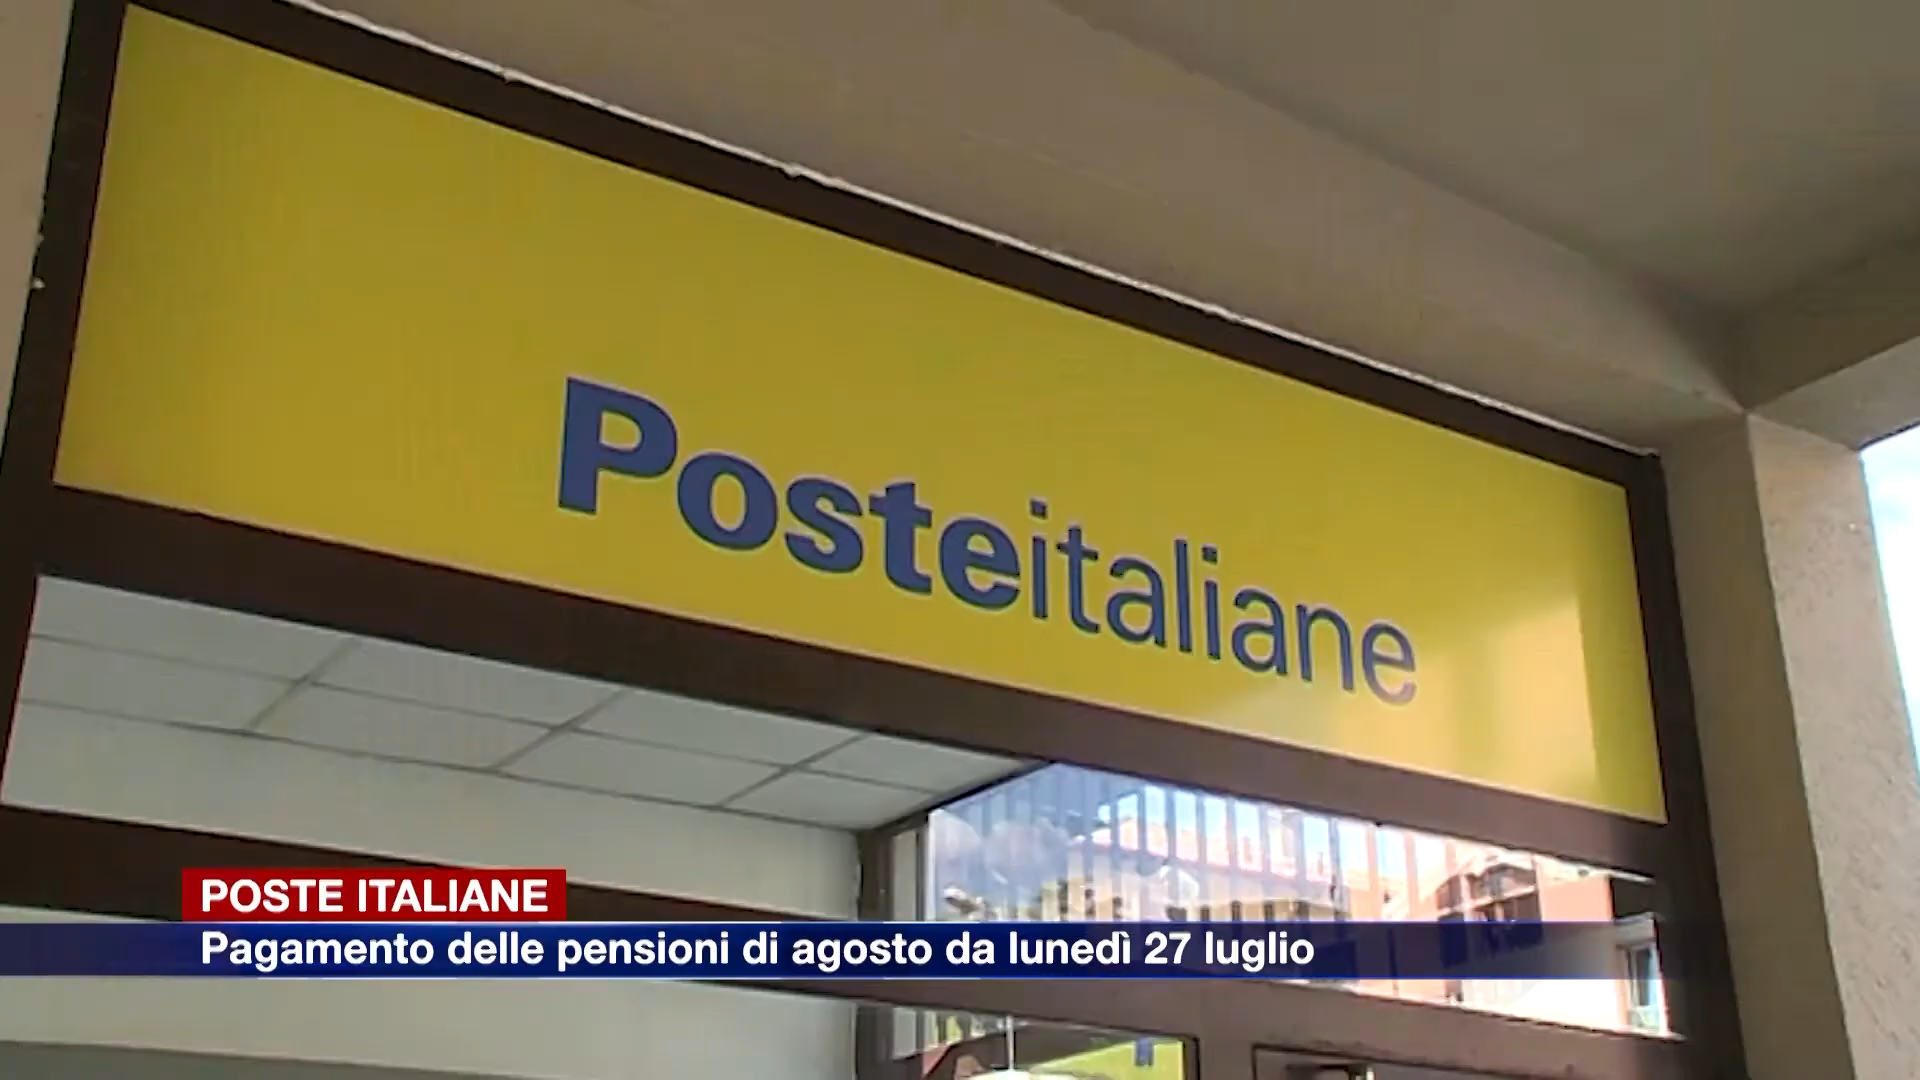 Posteitaliane
POSTE ITALIANE
Pagamento delle pensioni di agosto da lunedì 27 luglio